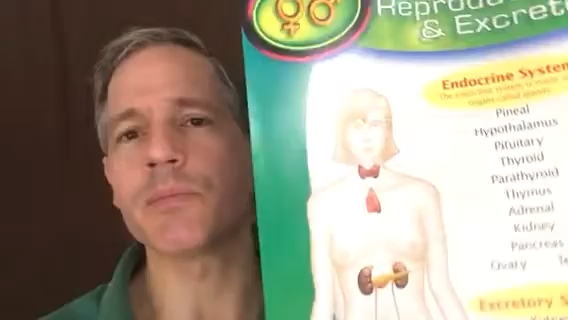 & Excret
Endocrine System
Pineal
Hypothalamus
Pituitary
Thyroid
Parathyroid
Thymus
Adrenal
Kidney
Pancreas
Ovary
Excretory S